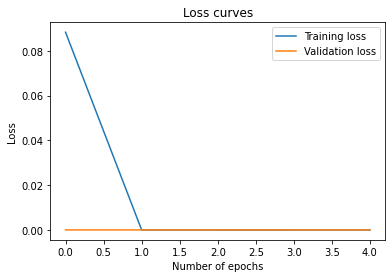 Loss curves
Training loss
Validation loss
Loss
0.08
0.06
0.04
0.02
0.00
0.0 0.5 1.0 1.5 2.0 2.5 3.0 3.5 4.0
Number of epochs